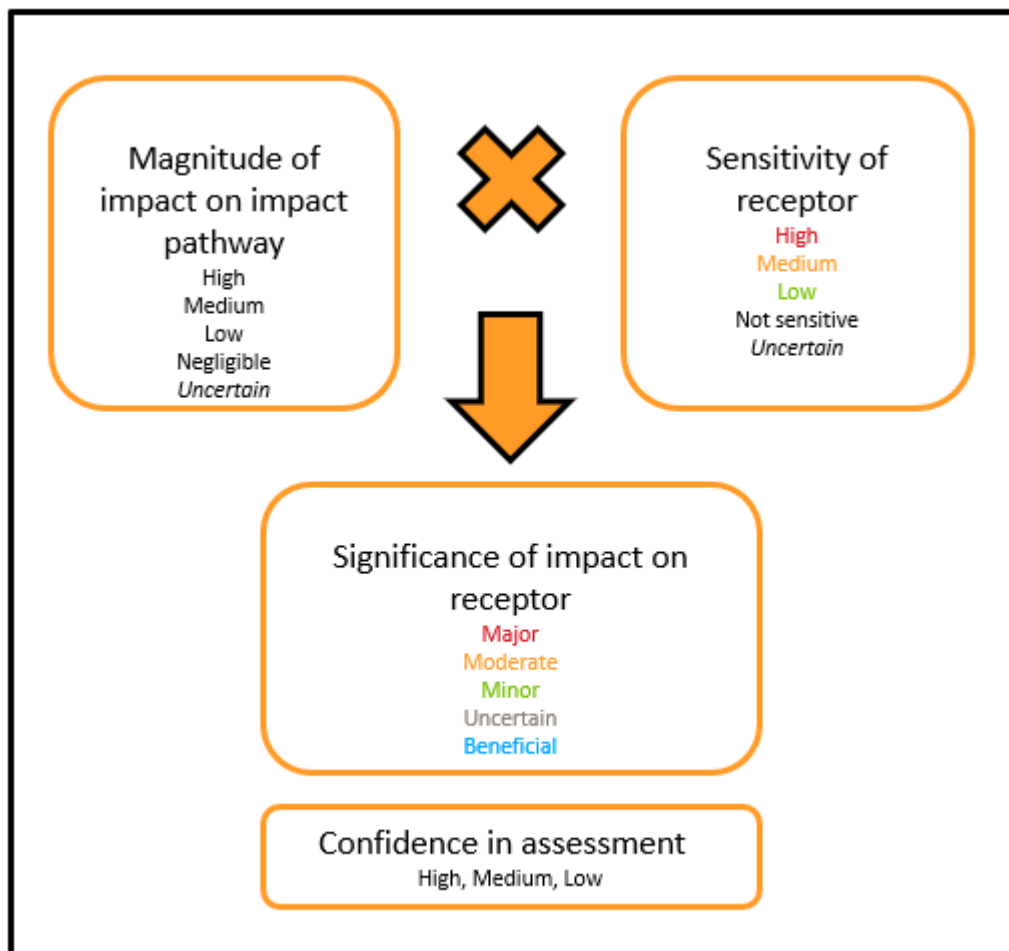 Magnitude of
impact on impact
pathway
High
Medium
Low
Negligible
Uncertain
Sensitivity of
receptor
High
Medium
Low
Not sensitive
Uncertain
Significance of impact on
receptor
Major
Moderate
Minor
Uncertain
Beneficial
Confidence in assessment
High, Medium, Low